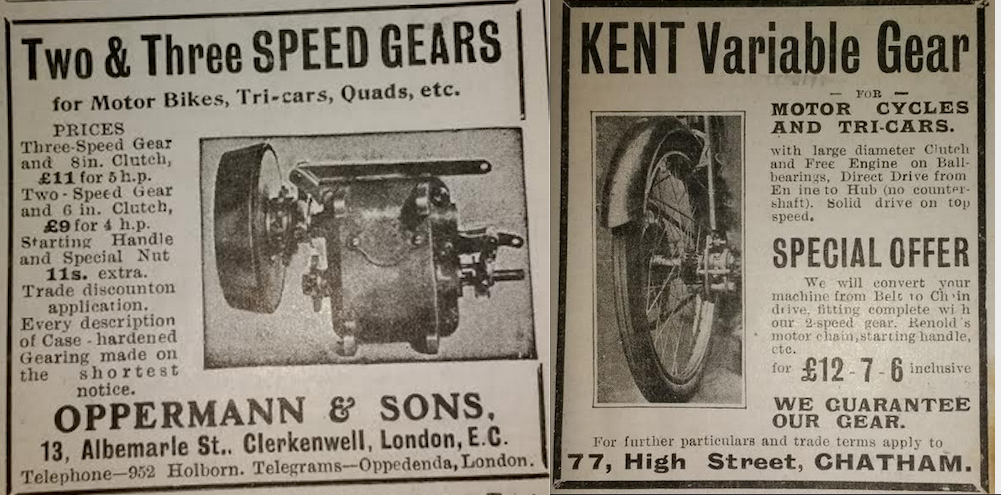 Two & Three SPEED GEARS
for Motor Bikes, Tri-cars, Quads, etc.
PRICES
Three-Speed Gear
and 8in. Clutch,
£11 for 5 h.p.
Two-Speed Gear
and 6 in. Clutch,
£9 for 4 h.p.
Starting Handle
and Special Nut
11s. extra.
Trade discounton
application.
Every description
of Case-hardened
Gearing made on
the shortest
notice.
OPPERMANN & SONS,
13, Albemarle St., Clerkenwell, London, E.C.
Telephone—952 Holborn. Telegrams—Oppedenda, London.
KENT Variable Gear
— FOR —
MOTOR CYCLES
AND TRI-CARS.
with large diameter Clutch
and Free Engine on Ball-
bearings, Direct Drive from
En ine to Hub (no counter-
shaft). Solid drive on top
speed.
SPECIAL OFFER
We will convert your
machine from Belt to Ch in
drive, fitting complete wi h
our 2-speed gear. Renold's
motor chain, starting handle,
etc.
for £12-7-6 inclusive
WE GUARANTEE
OUR GEAR.
For further particulars and trade terms apply to
77, High Street, CHATHAM.